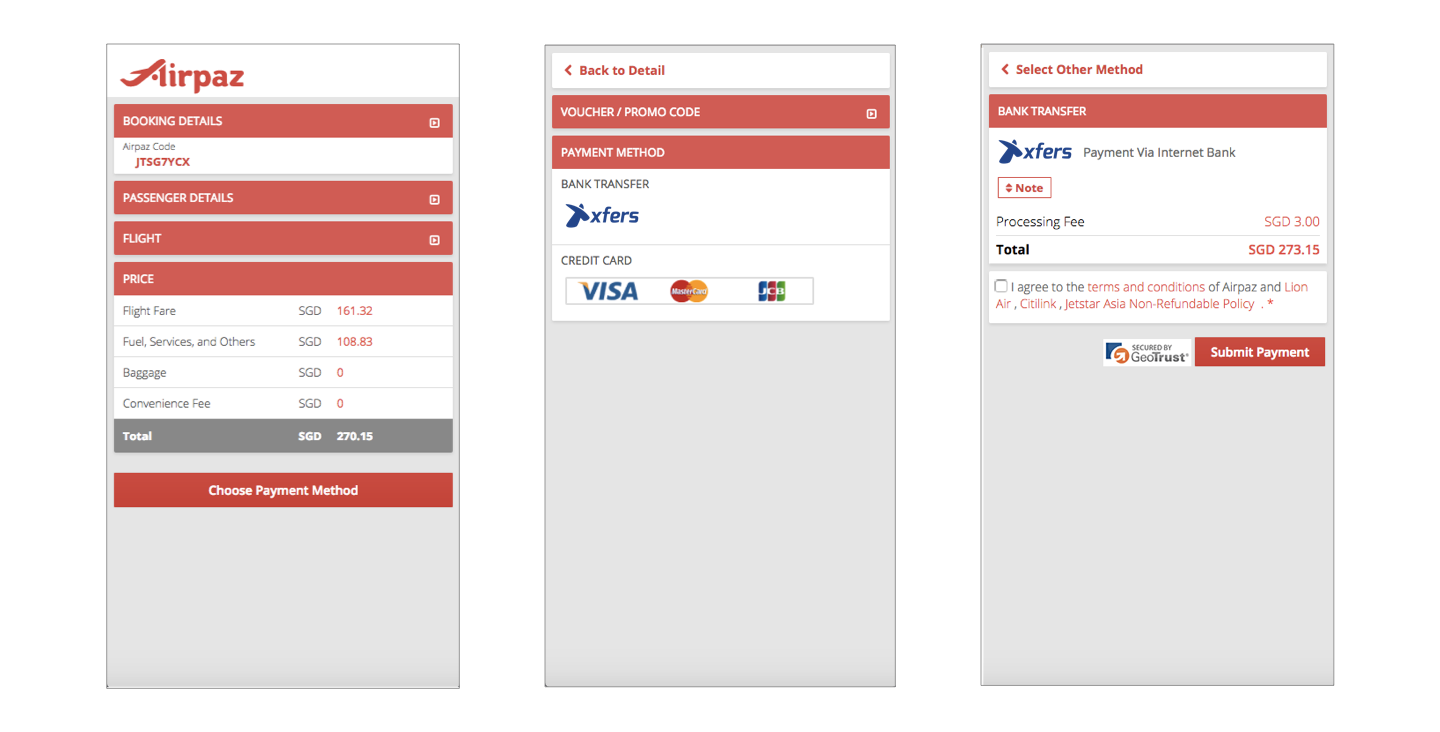 Airpaz
BOOKING DETAILS
Airpaz Code
JTSG7YCX
PASSENGER DETAILS
FLIGHT
PRICE
Flight Fare SGD 161.32
Fuel, Services, and Others SGD 108.83
Baggage SGD 0
Convenience Fee SGD 0
Total SGD 270.15
Choose Payment Method
Back to Detail
VOUCHER / PROMO CODE
PAYMENT METHOD
BANK TRANSFER
xfers
CREDIT CARD
VISA MasterCard JCB
Select Other Method
BANK TRANSFER
xfers Payment Via Internet Bank
Note
Processing Fee SGD 3.00
Total SGD 273.15
I agree to the terms and conditions of Airpaz and Lion
Air , Citilink , Jetstar Asia Non-Refundable Policy . *
SECURED BY
GeoTrust
Submit Payment